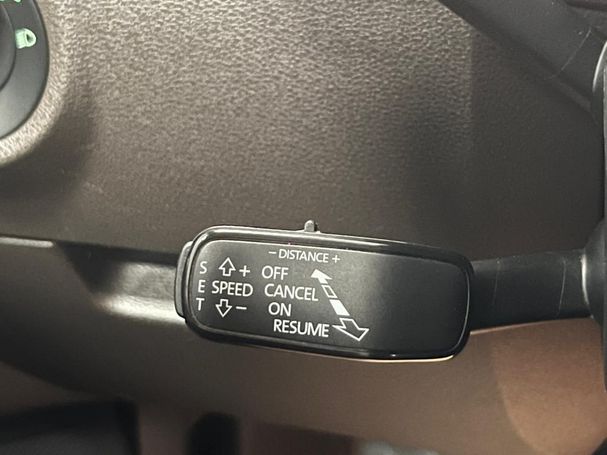 − DISTANCE +
S + OFF
E SPEED CANCEL
T − ON
RESUME